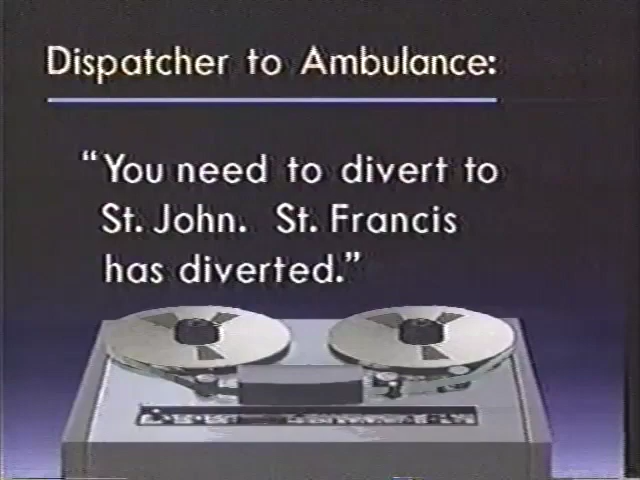 Dispatcher to Ambulance:
“You need to divert to
St. John. St. Francis
has diverted.”